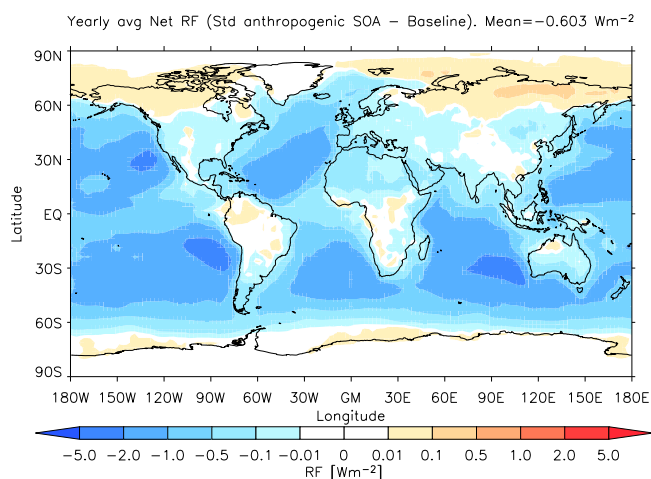 Yearly avg Net RF (Std anthropogenic SOA − Baseline). Mean=−0.603 Wm⁻²
90N
60N
30N
EQ
30S
60S
90S
Latitude
180W 150W 120W 90W 60W 30W GM 30E 60E 90E 120E 150E 180E
Longitude
−5.0 −2.0 −1.0 −0.5 −0.1 −0.01 0 0.01 0.1 0.5 1.0 2.0 5.0
RF [Wm⁻²]